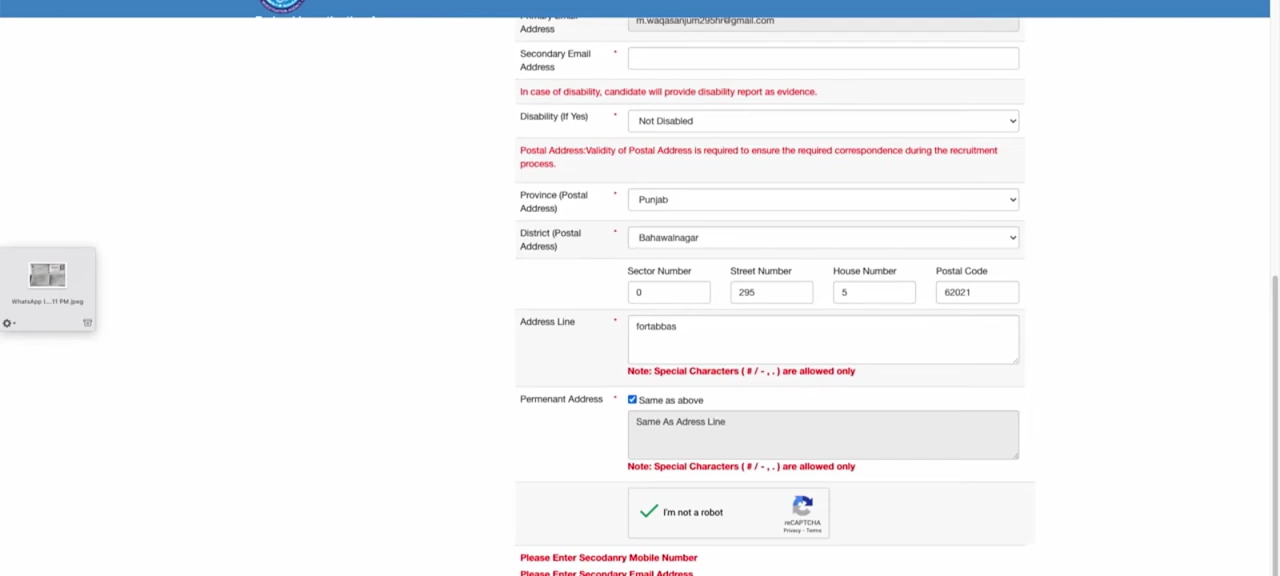 Address
m.waqasanjum295hr@gmail.com
Secondary Email
Address
*
In case of disability, candidate will provide disability report as evidence.
Disability (If Yes)
*
Not Disabled
Postal Address:Validity of Postal Address is required to ensure the required correspondence during the recruitment
process.
Province (Postal
Address)
*
Punjab
District (Postal
Address)
*
Bahawalnagar
Sector Number Street Number House Number Postal Code
0 295 5 62021
Address Line * fortabbas
Note: Special Characters ( # / - , . ) are allowed only
Permenant Address * Same as above
Same As Adress Line
Note: Special Characters ( # / - , . ) are allowed only
I'm not a robot
reCAPTCHA
Privacy - Terms
WhatsApp I...11 PM.jpeg
Please Enter Secodanry Mobile Number
Please Enter Secondary Email Address